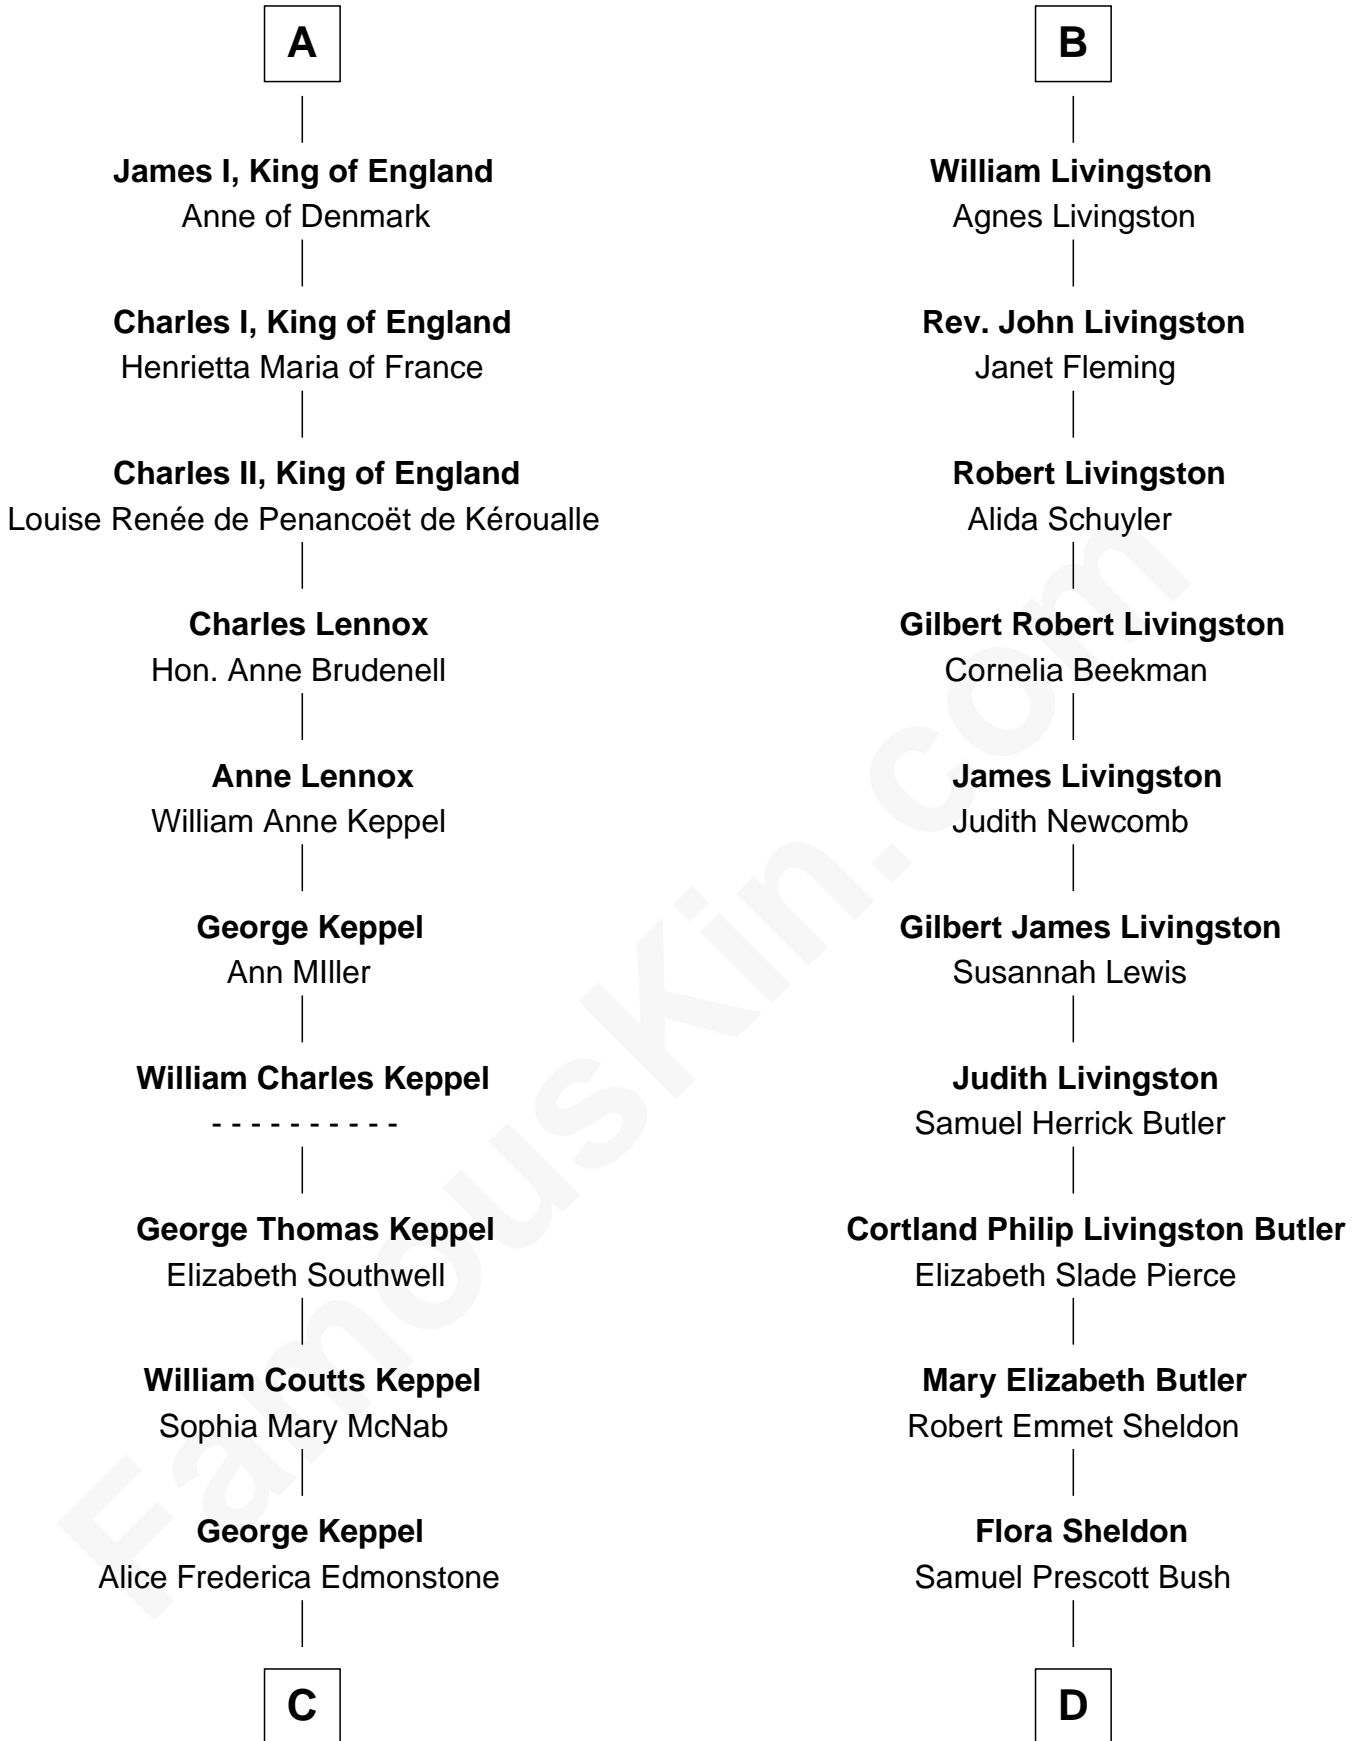 A
James I, King of England
Anne of Denmark
Charles I, King of England
Henrietta Maria of France
Charles II, King of England
Louise Renée de Penancoët de Kéroualle
Charles Lennox
Hon. Anne Brudenell
Anne Lennox
William Anne Keppel
George Keppel
Ann MIller
William Charles Keppel
- - - - - - - - - -
George Thomas Keppel
Elizabeth Southwell
William Coutts Keppel
Sophia Mary McNab
George Keppel
Alice Frederica Edmonstone
C
B
William Livingston
Agnes Livingston
Rev. John Livingston
Janet Fleming
Robert Livingston
Alida Schuyler
Gilbert Robert Livingston
Cornelia Beekman
James Livingston
Judith Newcomb
Gilbert James Livingston
Susannah Lewis
Judith Livingston
Samuel Herrick Butler
Cortland Philip Livingston Butler
Elizabeth Slade Pierce
Mary Elizabeth Butler
Robert Emmet Sheldon
Flora Sheldon
Samuel Prescott Bush
D
FamousKin.com